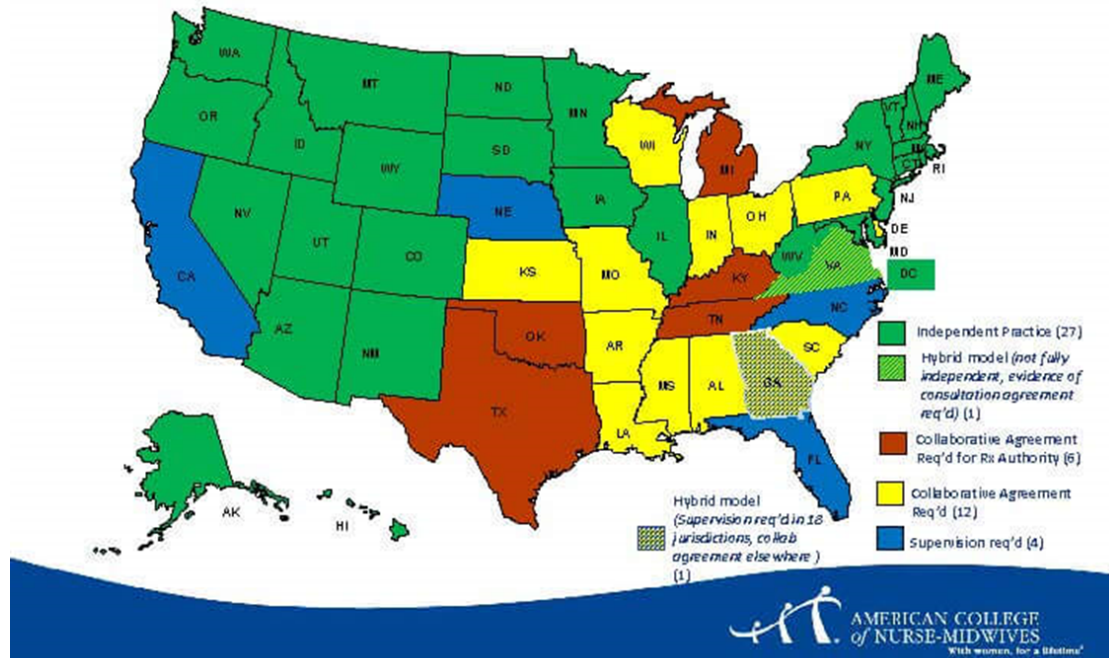 WA
MT
ND
MN
ME
VT
NH
OR
ID
SD
WI
NY
MI
WY
CT
RI
IA
PA
NJ
NE
OH
NV
IL
IN
DE
UT
MD
CO
WV
VA
DC
CA
KS
MO
KY
NC
AZ
NM
OK
TN
AR
SC
MS
AL
GA
TX
LA
FL
AK
HI
Independent Practice (27)
Hybrid model (not fully
independent, evidence of
consultation agreement
req'd) (1)
Collaborative Agreement
Req'd for Rx Authority (6)
Collaborative Agreement
Req'd (12)
Supervision req'd (4)
Hybrid model
(Supervision req'd in 18
jurisdictions, collab
agreement elsewhere )
(1)
AMERICAN COLLEGE
of NURSE-MIDWIVES
With women, for a lifetime®